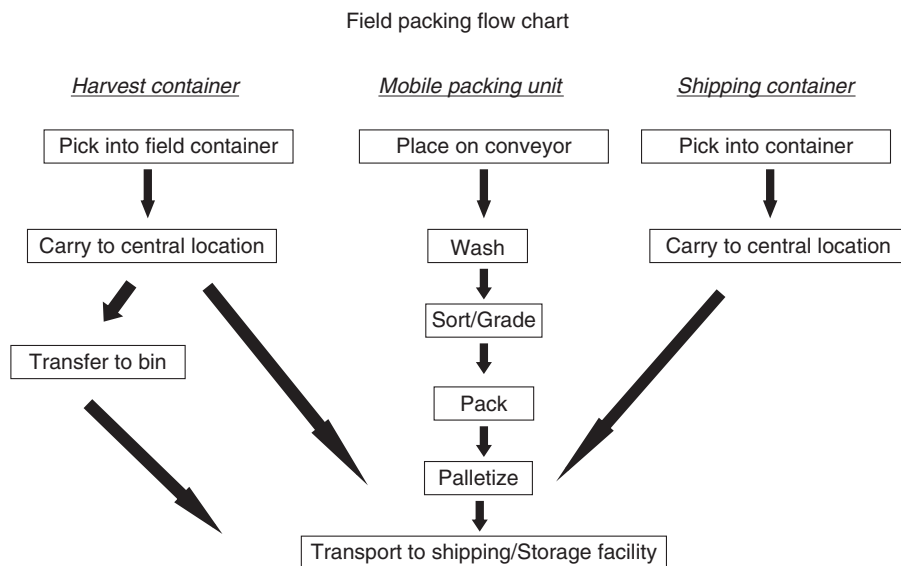 Field packing flow chart
Harvest container
Mobile packing unit
Shipping container
Pick into field container
Place on conveyor
Pick into container
Carry to central location
Wash
Carry to central location
Sort/Grade
Transfer to bin
Pack
Palletize
Transport to shipping/Storage facility